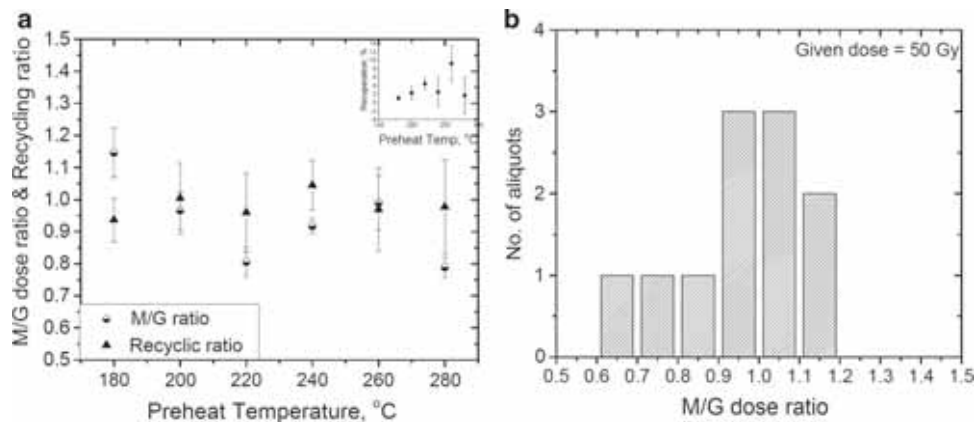 a
M/G dose ratio & Recycling ratio
1.5
1.4
1.3
1.2
1.1
1.0
0.9
0.8
0.7
0.6
0.5
180 200 220 240 260 280
Preheat Temperature, °C
M/G ratio
Recyclic ratio
Preheat Temp, °C
b
Given dose = 50 Gy
No. of aliquots
4
3
2
1
0
0.5 0.6 0.7 0.8 0.9 1.0 1.1 1.2 1.3 1.4 1.5
M/G dose ratio